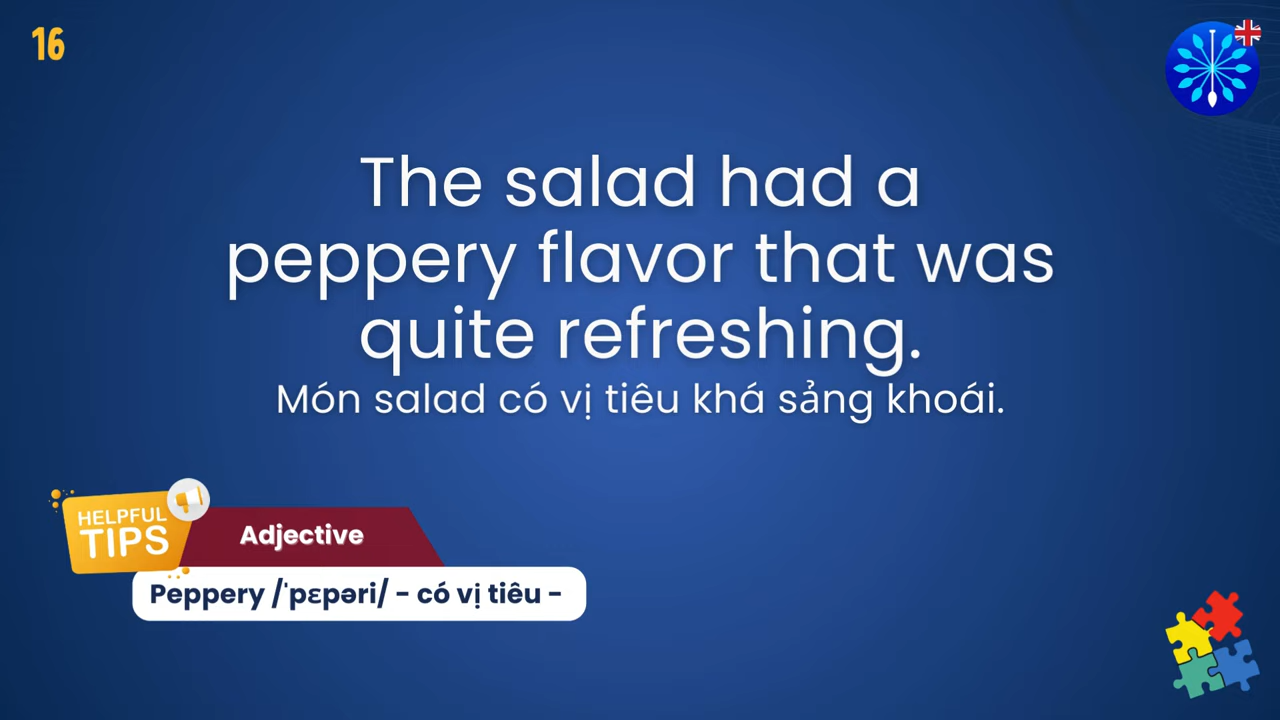 16
The salad had a
peppery flavor that was
quite refreshing.
Món salad có vị tiêu khá sảng khoái.
HELPFUL
TIPS
Adjective
Peppery /ˈpɛpəri/ - có vị tiêu -